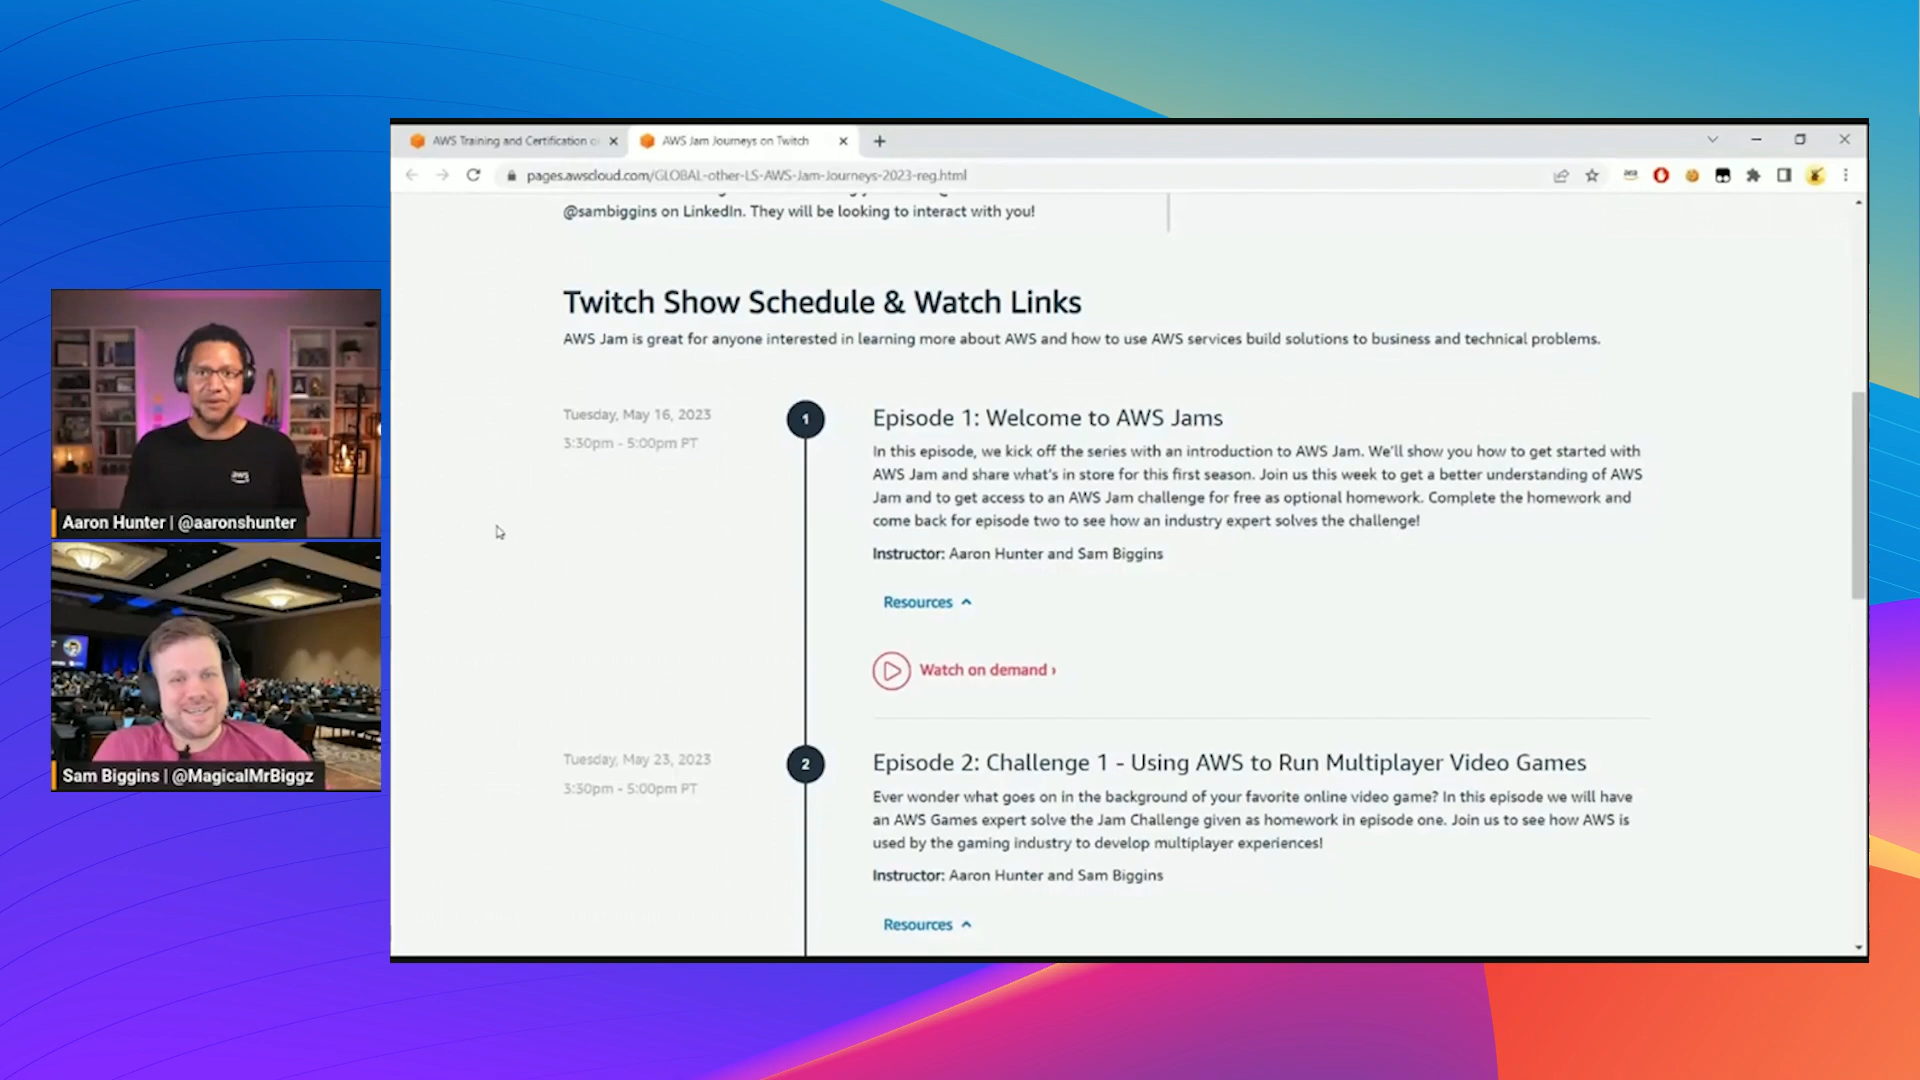 AWS Training and Certification o
AWS Jam Journeys on Twitch
pages.awscloud.com/GLOBAL-other-LS-AWS-Jam-Journeys-2023-reg.html
@sambiggins on LinkedIn. They will be looking to interact with you!
Twitch Show Schedule & Watch Links
AWS Jam is great for anyone interested in learning more about AWS and how to use AWS services build solutions to business and technical problems.
Tuesday, May 16, 2023
3:30pm - 5:00pm PT
1
Episode 1: Welcome to AWS Jams
In this episode, we kick off the series with an introduction to AWS Jam. We'll show you how to get started with
AWS Jam and share what's in store for this first season. Join us this week to get a better understanding of AWS
Jam and to get access to an AWS Jam challenge for free as optional homework. Complete the homework and
come back for episode two to see how an industry expert solves the challenge!
Instructor: Aaron Hunter and Sam Biggins
Resources
Watch on demand ›
Tuesday, May 23, 2023
3:30pm - 5:00pm PT
2
Episode 2: Challenge 1 - Using AWS to Run Multiplayer Video Games
Ever wonder what goes on in the background of your favorite online video game? In this episode we will have
an AWS Games expert solve the Jam Challenge given as homework in episode one. Join us to see how AWS is
used by the gaming industry to develop multiplayer experiences!
Instructor: Aaron Hunter and Sam Biggins
Resources
aws
Aaron Hunter | @aaronshunter
Sam Biggins | @MagicalMrBiggz